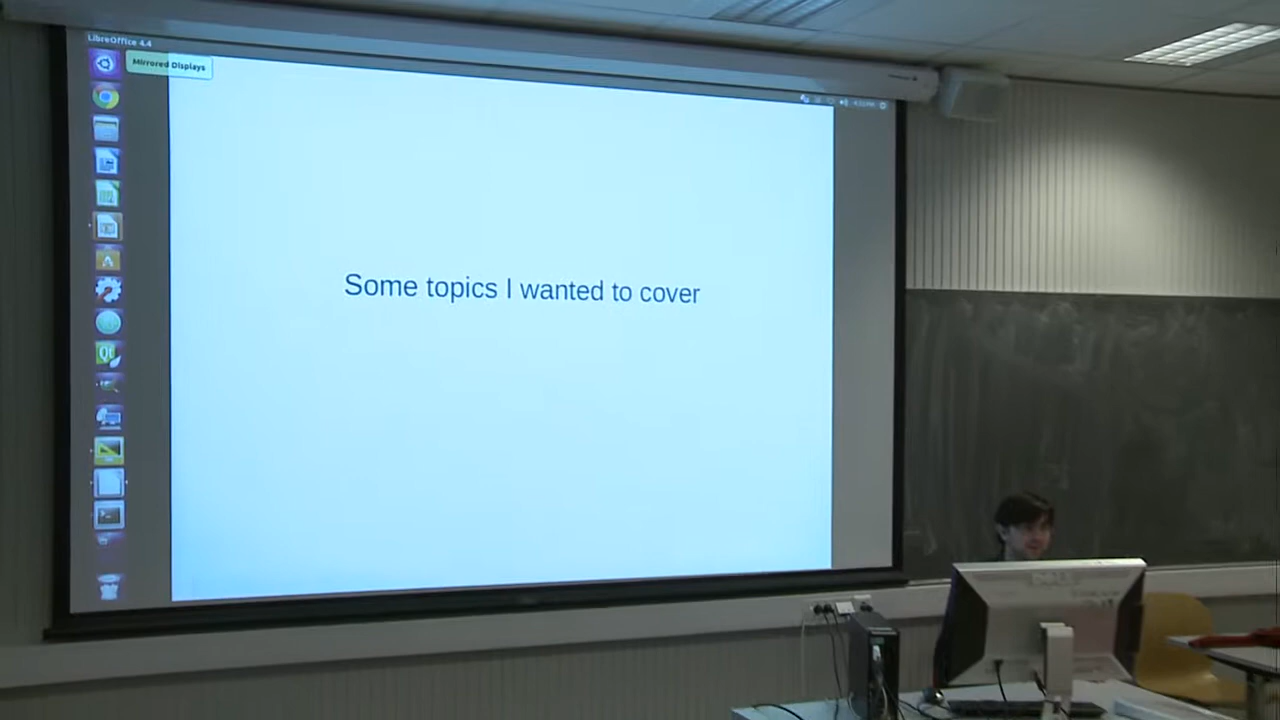 LibreOffice 4.4
Mirrored Displays
Some topics I wanted to cover